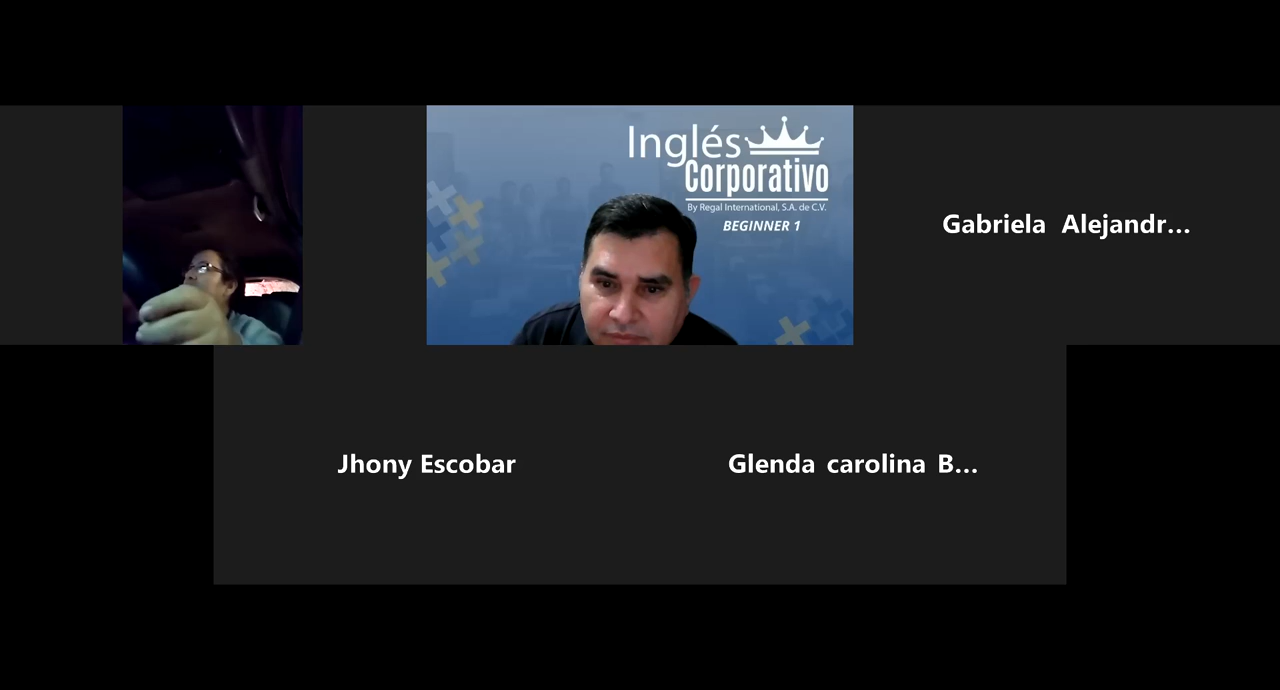 Inglés
Corporativo
By Regal International, S.A. de C.V.
BEGINNER 1
Gabriela Alejandr...
Jhony Escobar
Glenda carolina B...